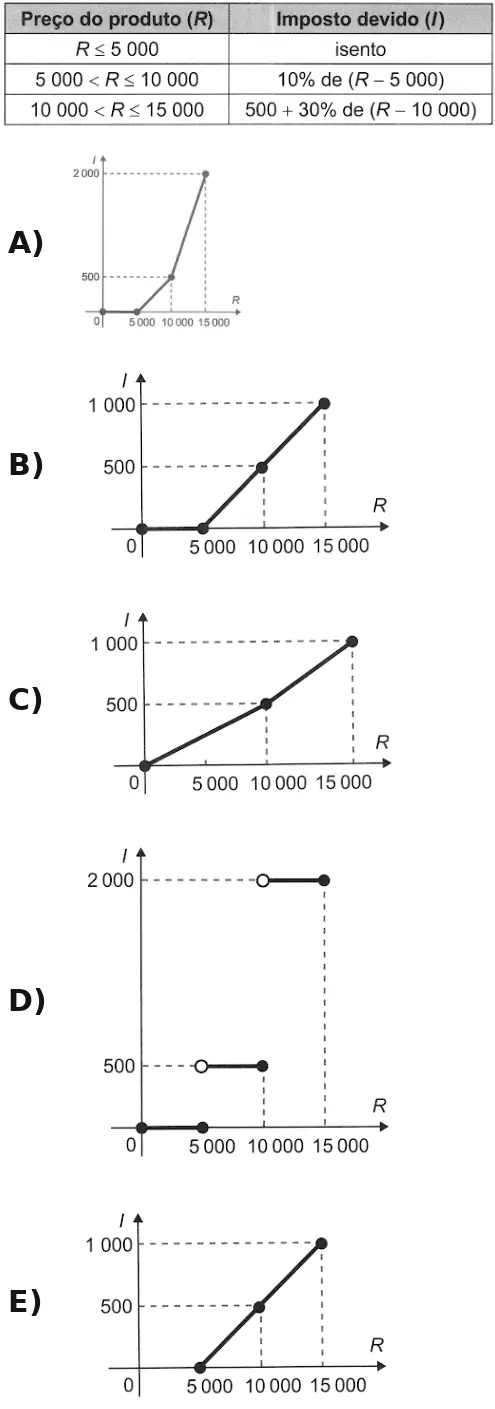 Preço do produto (R) Imposto devido (I)
R ≤ 5 000 isento
5 000 < R ≤ 10 000 10% de (R – 5 000)
10 000 < R ≤ 15 000 500 + 30% de (R – 10 000)
A)
I
2 000
500
R
0 5 000 10 000 15 000
B)
I
1 000
500
R
0 5 000 10 000 15 000
C)
I
1 000
500
R
0 5 000 10 000 15 000
D)
I
2 000
500
R
0 5 000 10 000 15 000
E)
I
1 000
500
R
0 5 000 10 000 15 000